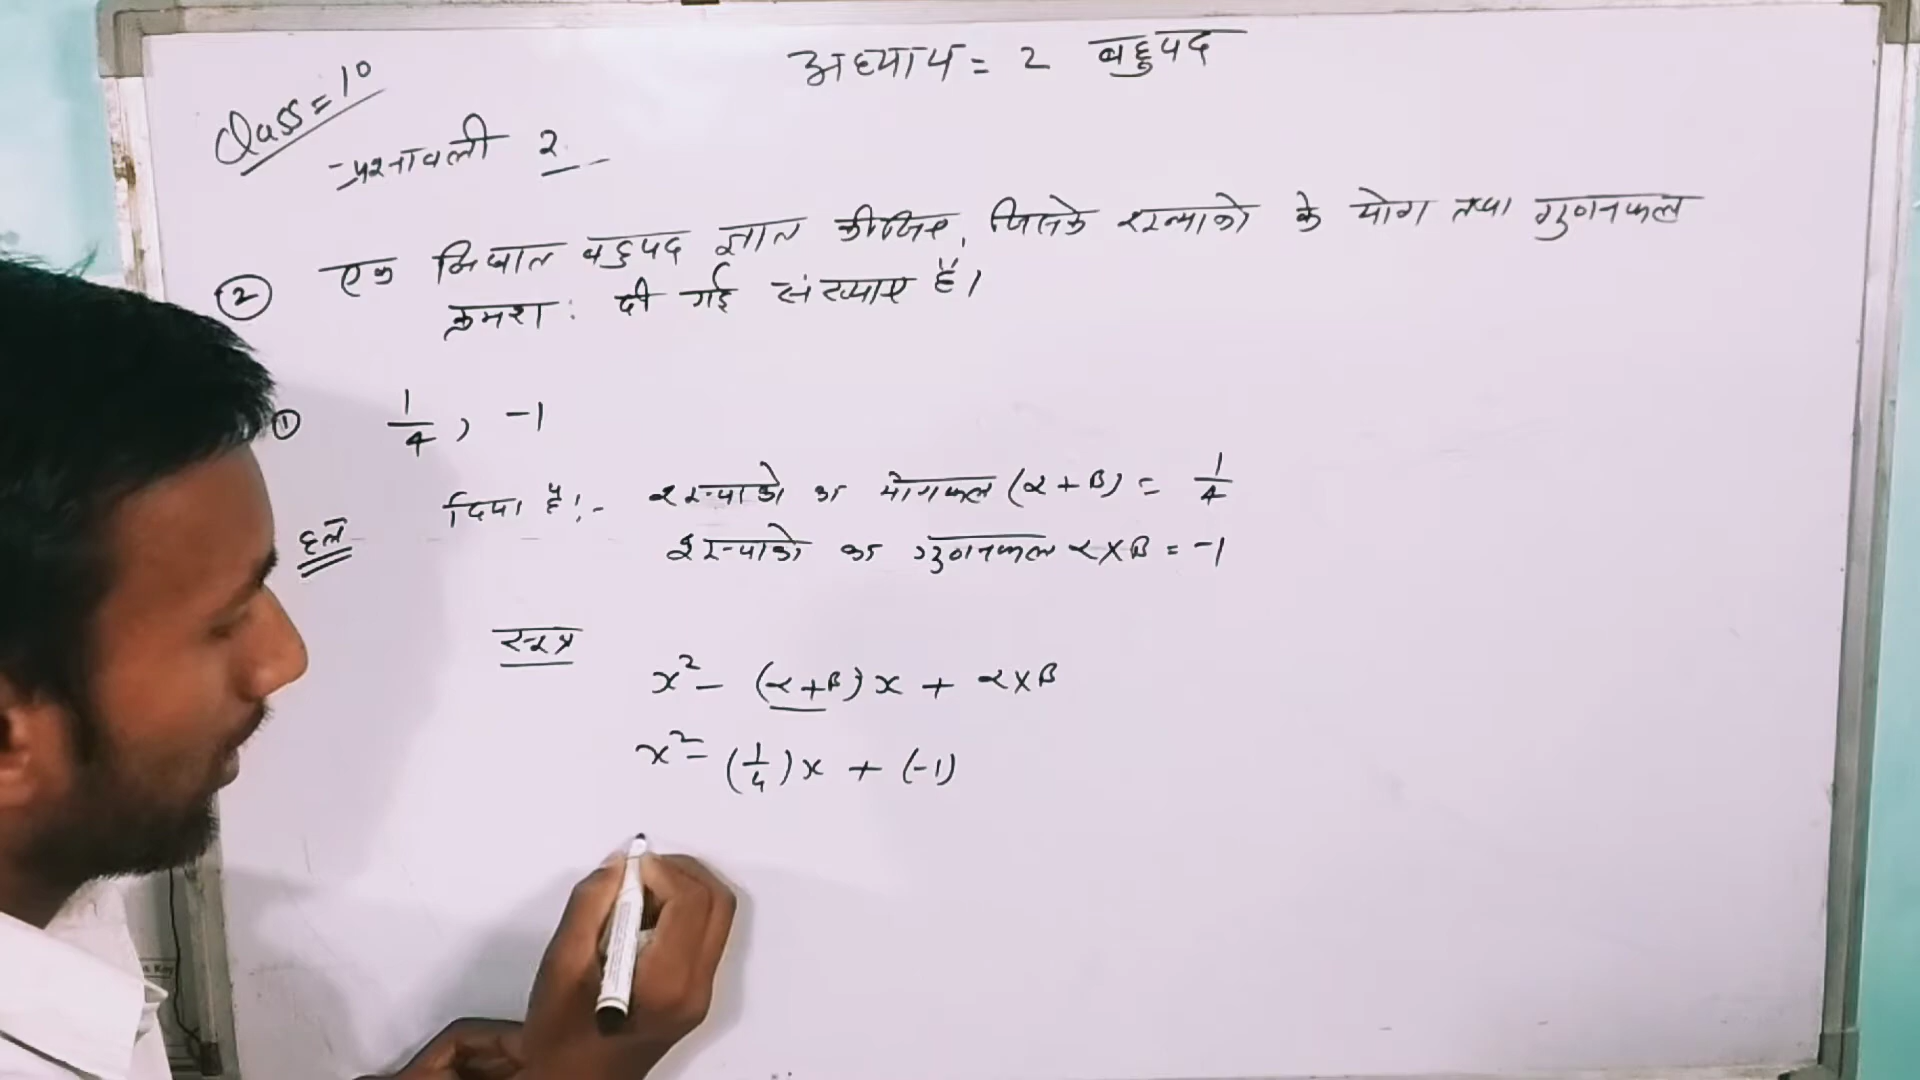 अध्याय = 2 बहुपद
Class = 10
प्रश्नावली 2.
② एक द्विघात बहुपद ज्ञात कीजिए, जिसके शून्यको के योग तथा गुणनफल
क्रमश: दी गई संख्याए हैं।
① 1/4, -1
हल दिया है!- शून्यको का योगफल (α + β) = 1/4
शून्यको का गुणनफल α×β = -1
सूत्र
x² - (α+β)x + α×β
x² - (1/4)x + (-1)